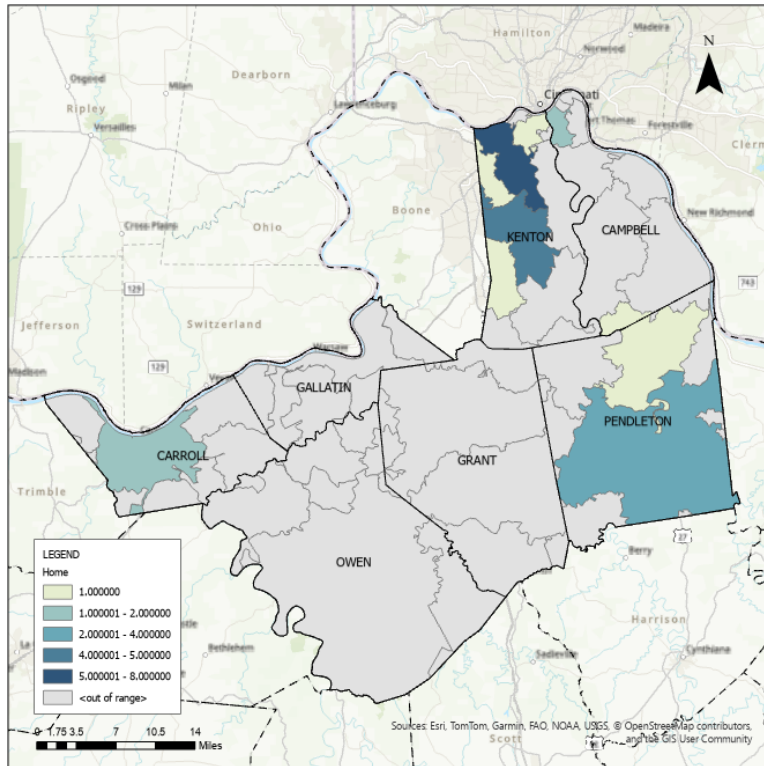 Hamilton
Madeira
Norwood
N
Osgood
Milan
Dearborn
Ripley
Lawrenceburg
Versailles
Forestville
Boone
Cross Plains
Ohio
New Richmond
KENTON
CAMPBELL
129
743
Jefferson
Switzerland
Warsaw
Madison
129
GALLATIN
PENDLETON
CARROLL
GRANT
Trimble
27
Berry
OWEN
Harrison
Bethlehem
Sadieville
Cynthiana
Scott
LEGEND
Home
1.000000
1.000001 - 2.000000
2.000001 - 4.000000
4.000001 - 5.000000
5.000001 - 8.000000
<out of range>
0 1.75 3.5 7 10.5 14
Miles
Sources: Esri, TomTom, Garmin, FAO, NOAA, USGS, © OpenStreetMap contributors,
and the GIS User Community